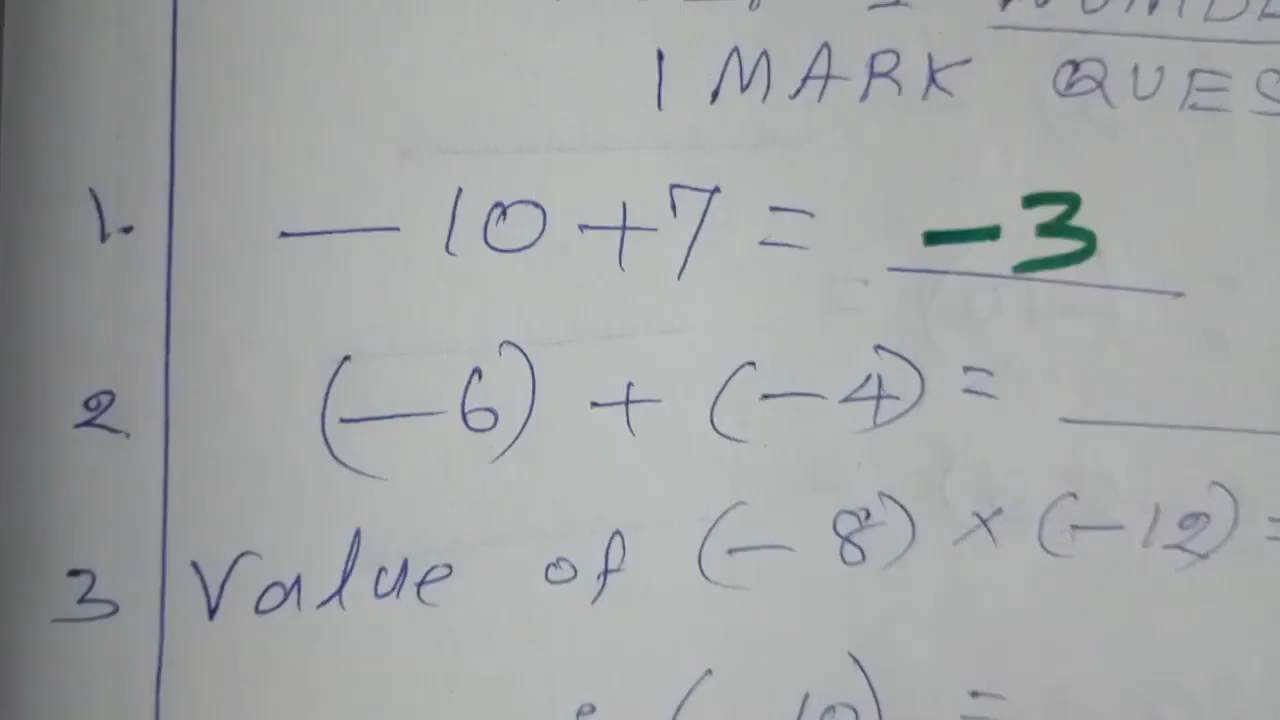 1 MARK QUES
1. - 10 + 7 = -3
2 (-6) + (-4) =
3 Value of (-8) × (-12) =